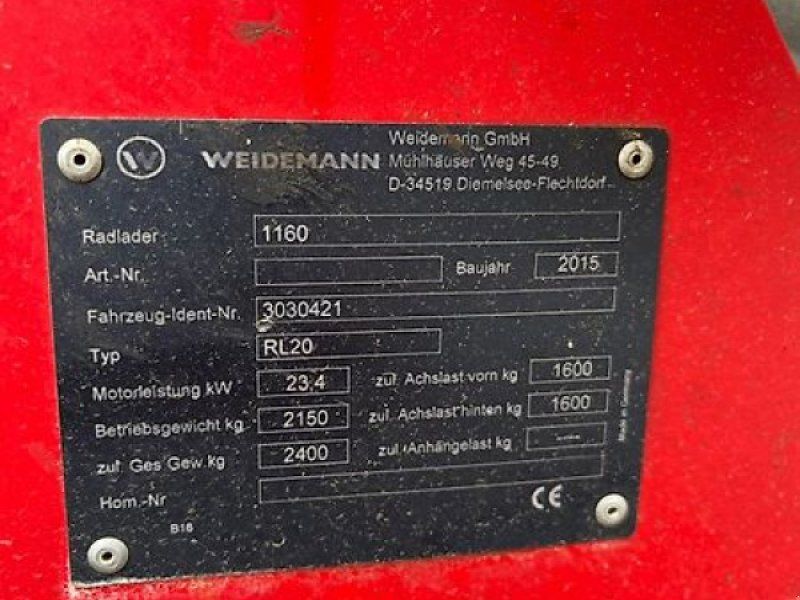 W WEIDEMANN
Weidemann GmbH
Mühlhäuser Weg 45-49
D-34519 Diemelsee-Flechtdorf
Radlader 1160
Art.-Nr. Baujahr 2015
Fahrzeug-Ident-Nr. 3030421
Typ RL20
Motorleistung kW 23,4 zul. Achslast vorn kg 1600
Betriebsgewicht kg 2150 zul. Achslast hinten kg 1600
zul Ges Gew. kg 2400 zul. Anhängelast kg ---
Hom.-Nr
CE
B16
Made in Germany